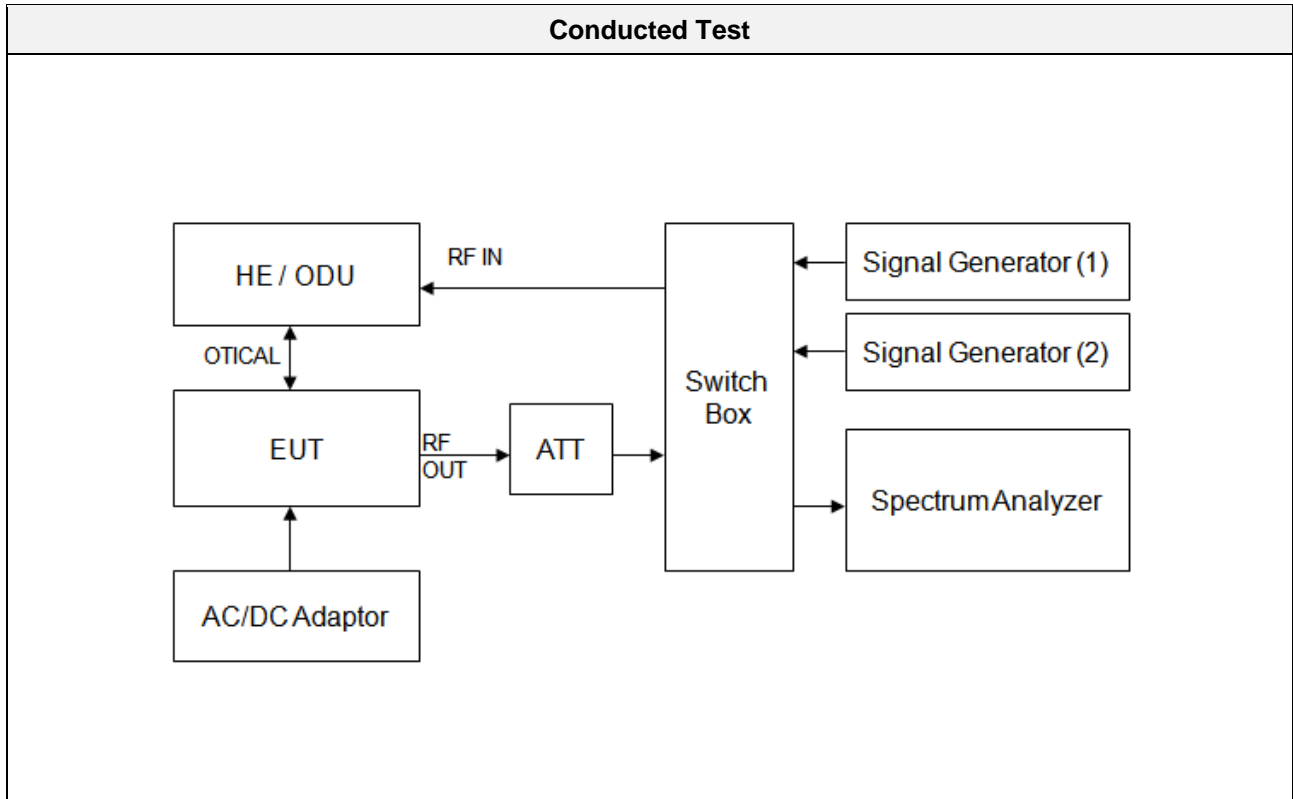 Conducted Test
HE / ODU
RF IN
Signal Generator (1)
OTICAL
Signal Generator (2)
Switch
Box
EUT
RF
OUT
ATT
Spectrum Analyzer
AC/DC Adaptor